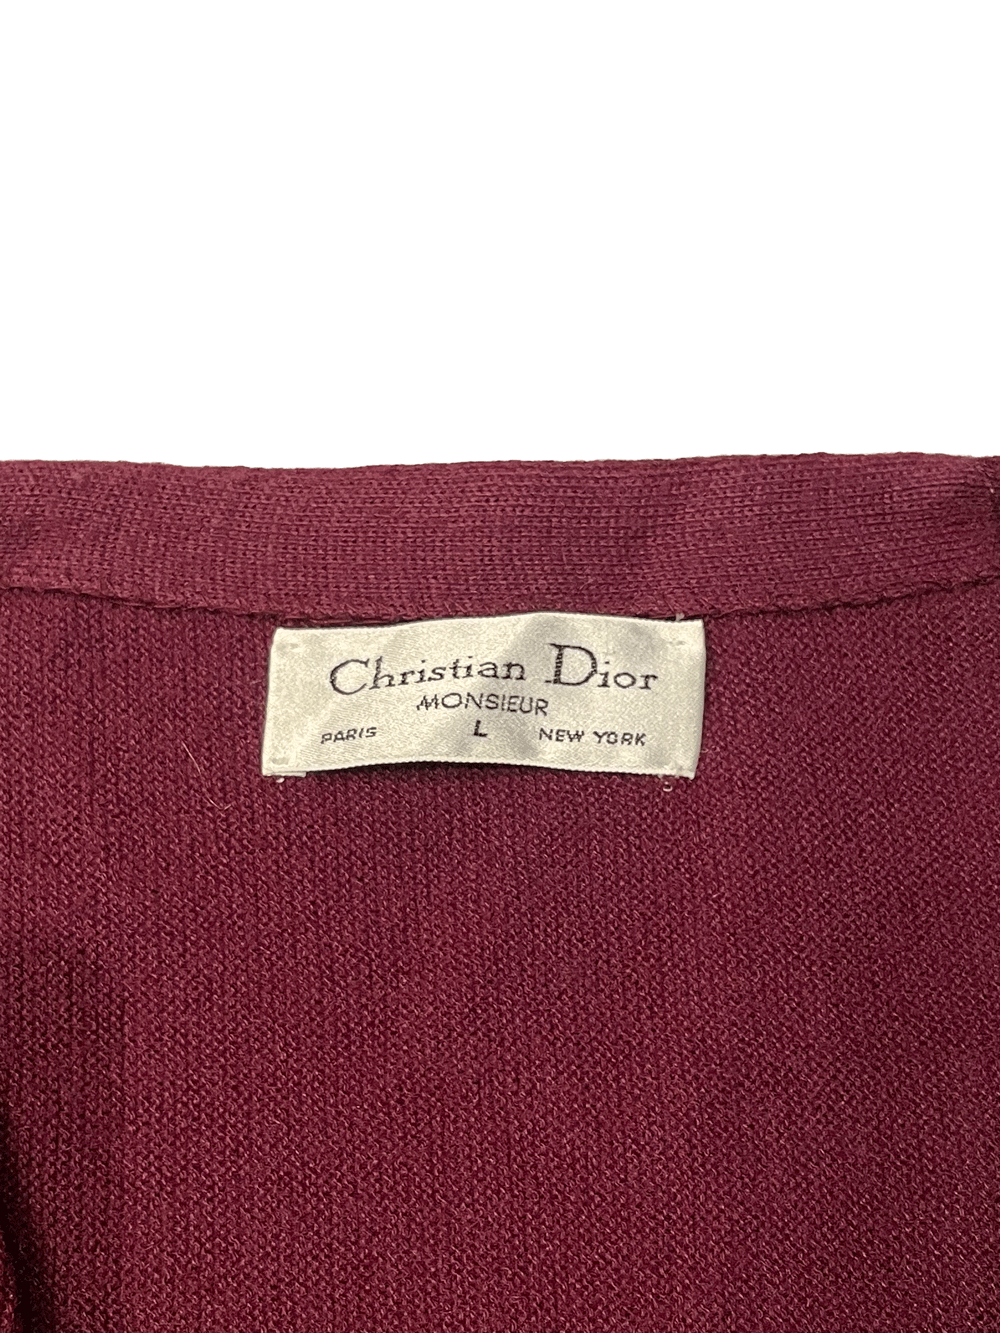 Christian Dior
MONSIEUR
PARIS L NEW YORK